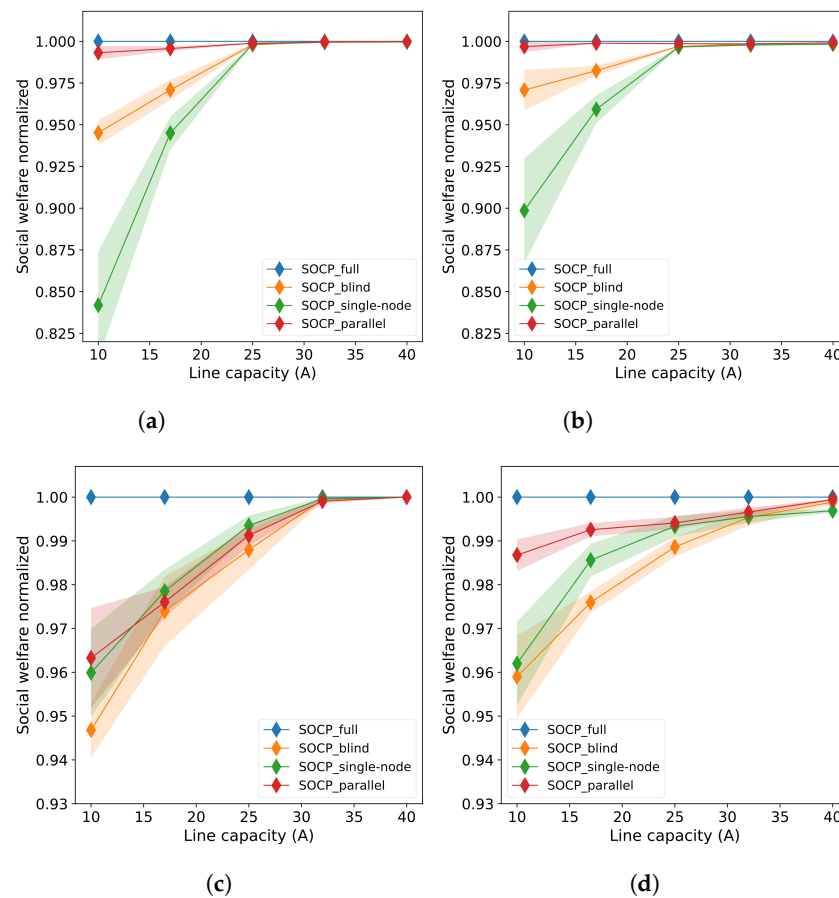 1.000
0.975
0.950
0.925
0.900
0.875
0.850
0.825
Social welfare normalized
SOCP_full
SOCP_blind
SOCP_single-node
SOCP_parallel
10 15 20 25 30 35 40
Line capacity (A)
(a)
1.000
0.975
0.950
0.925
0.900
0.875
0.850
0.825
Social welfare normalized
SOCP_full
SOCP_blind
SOCP_single-node
SOCP_parallel
10 15 20 25 30 35 40
Line capacity (A)
(b)
1.00
0.99
0.98
0.97
0.96
0.95
0.94
0.93
Social welfare normalized
SOCP_full
SOCP_blind
SOCP_single-node
SOCP_parallel
10 15 20 25 30 35 40
Line capacity (A)
(c)
1.00
0.99
0.98
0.97
0.96
0.95
0.94
0.93
Social welfare normalized
SOCP_full
SOCP_blind
SOCP_single-node
SOCP_parallel
10 15 20 25 30 35 40
Line capacity (A)
(d)